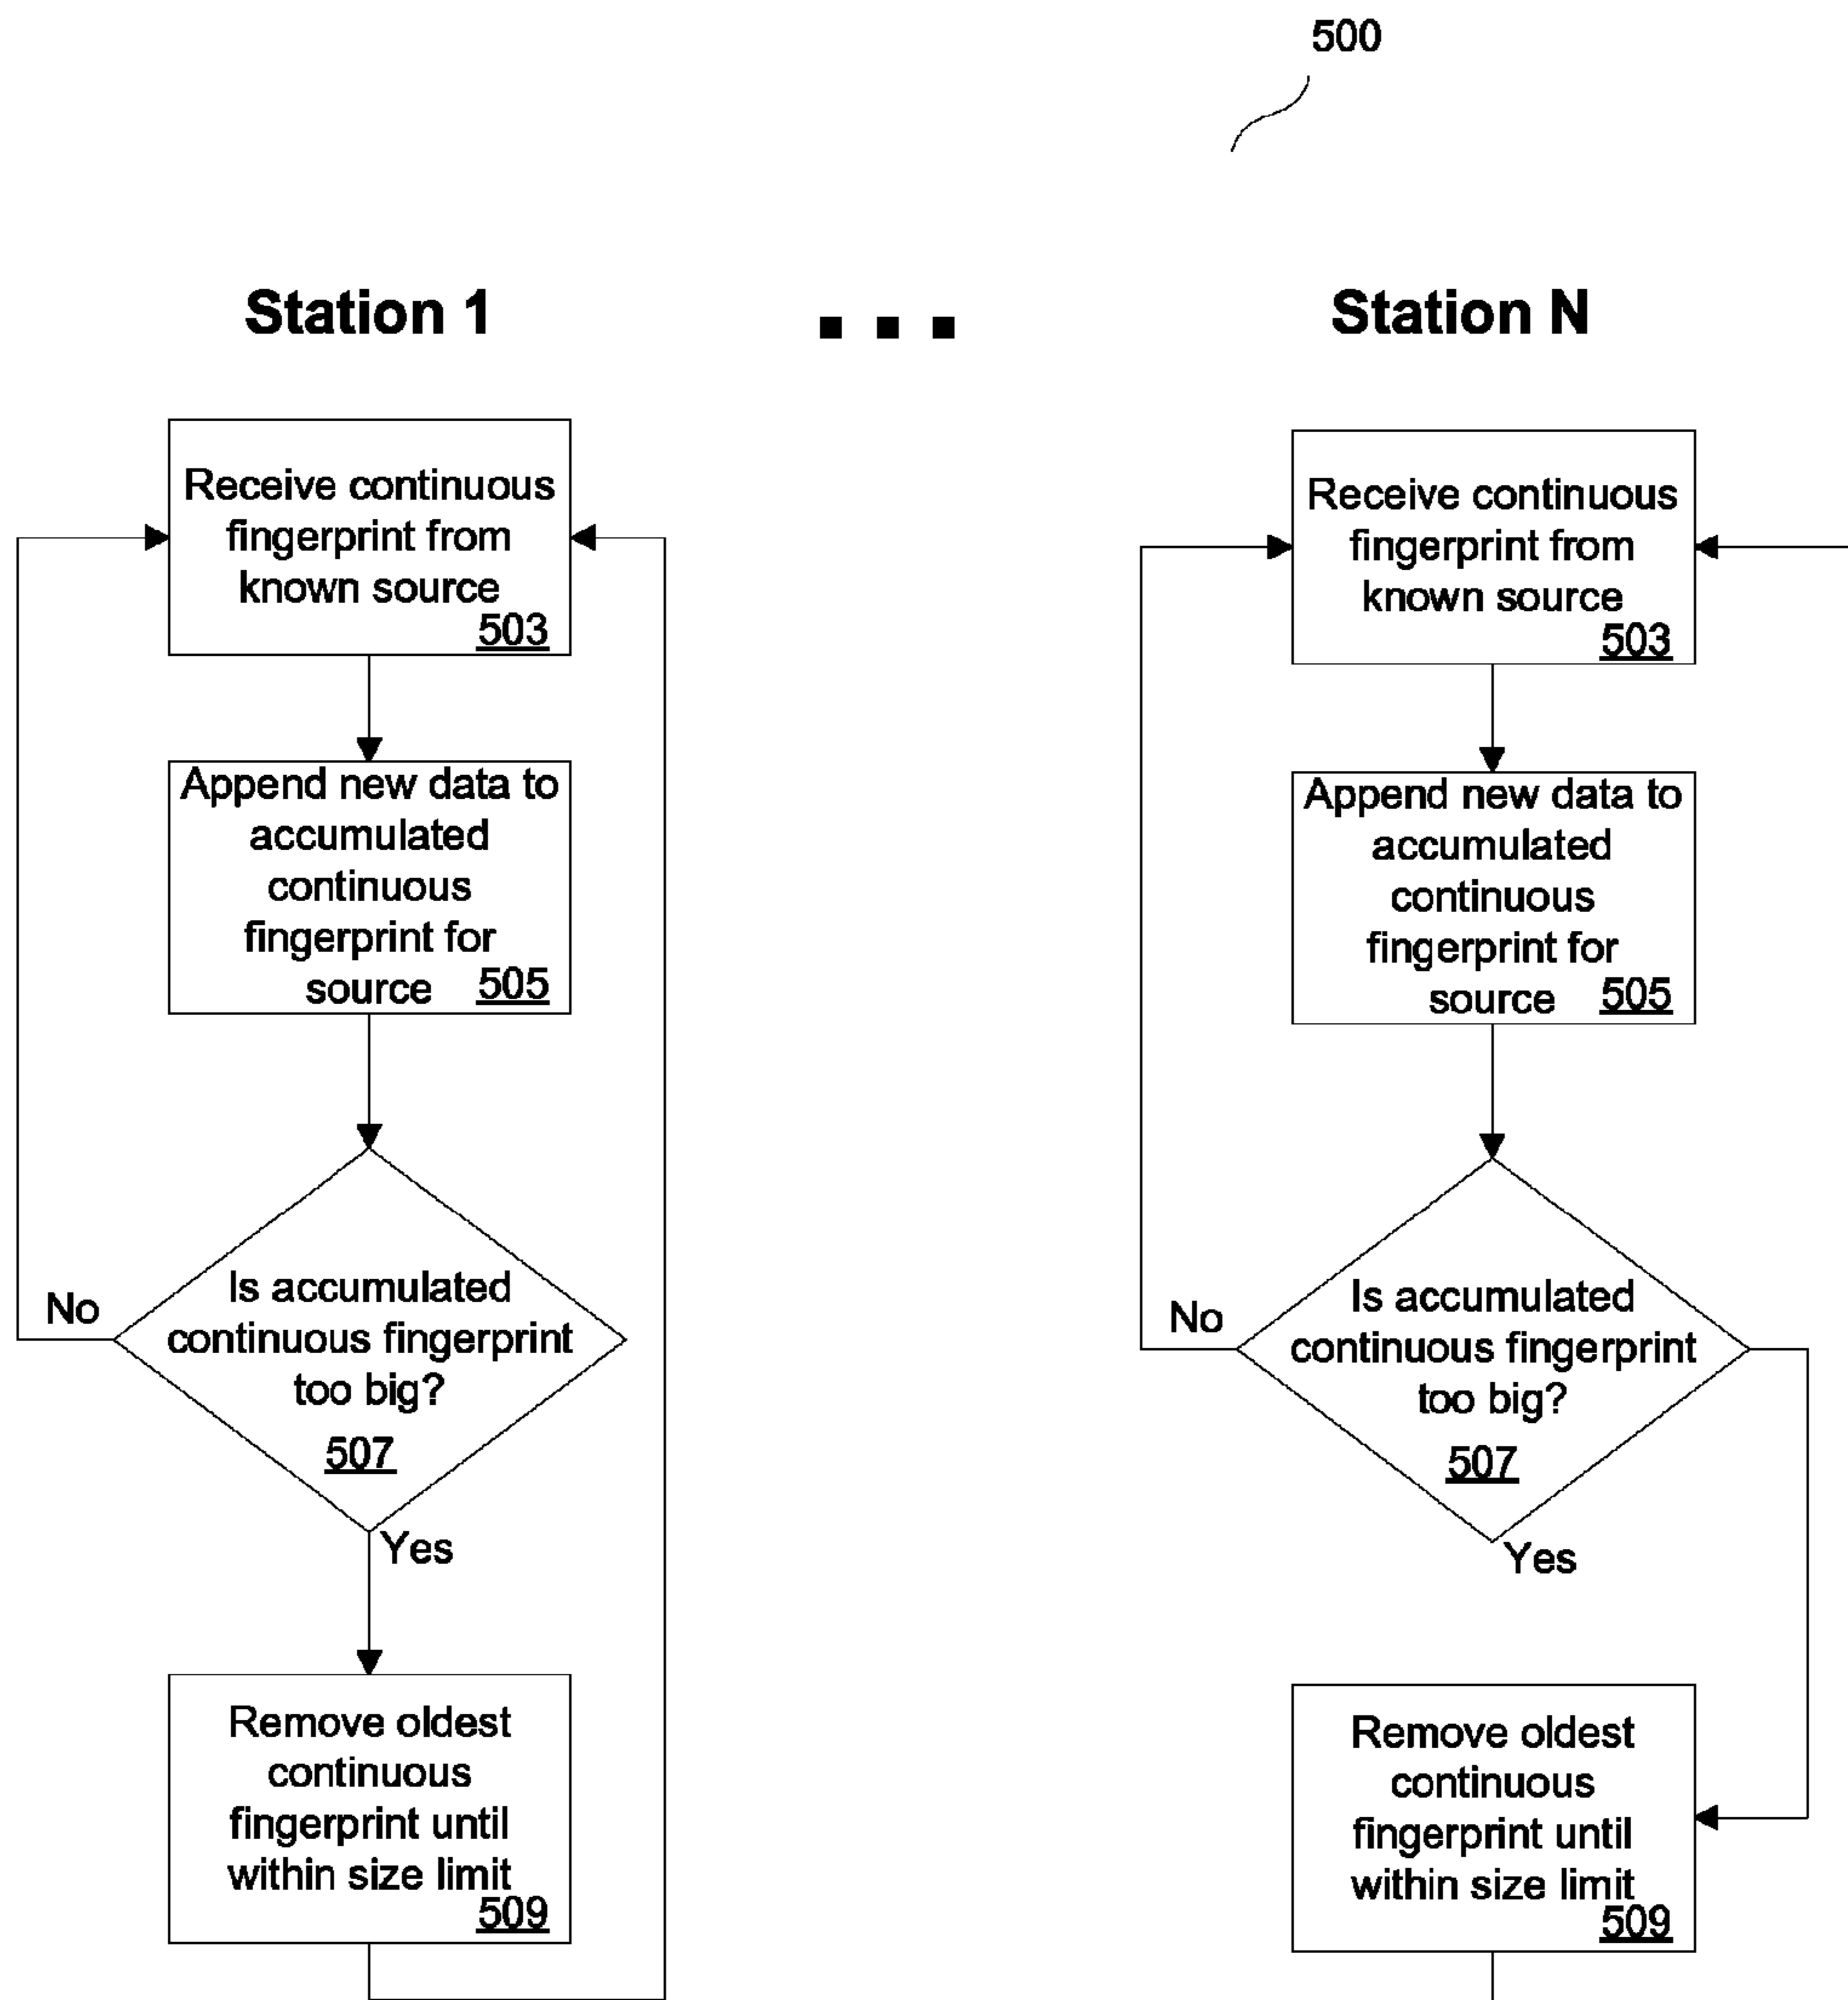 500
Station 1
...
Station N
Receive continuous
fingerprint from
known source
503
Append new data to
accumulated
continuous
fingerprint for
source 505
No
Is accumulated
continuous fingerprint
too big?
507
Yes
Remove oldest
continuous
fingerprint until
within size limit
509
Receive continuous
fingerprint from
known source
503
Append new data to
accumulated
continuous
fingerprint for
source 505
No
Is accumulated
continuous fingerprint
too big?
507
Yes
Remove oldest
continuous
fingerprint until
within size limit
509